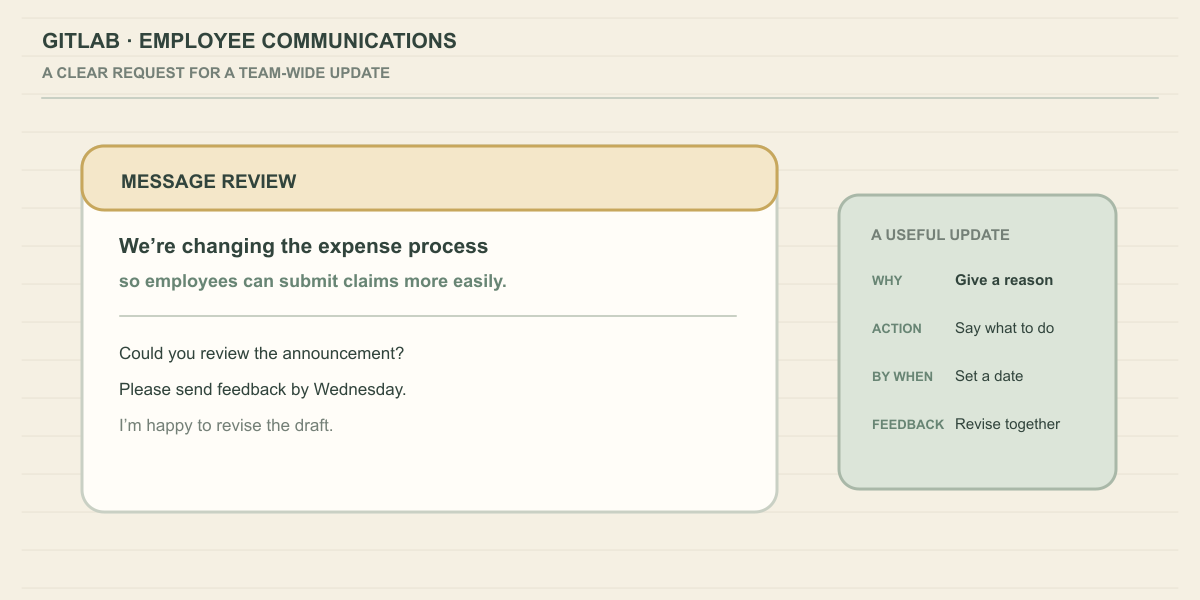 GITLAB · EMPLOYEE COMMUNICATIONS
A CLEAR REQUEST FOR A TEAM-WIDE UPDATE
MESSAGE REVIEW
We’re changing the expense process
so employees can submit claims more easily.
Could you review the announcement?
Please send feedback by Wednesday.
I’m happy to revise the draft.
A USEFUL UPDATE
WHY Give a reason
ACTION Say what to do
BY WHEN Set a date
FEEDBACK Revise together